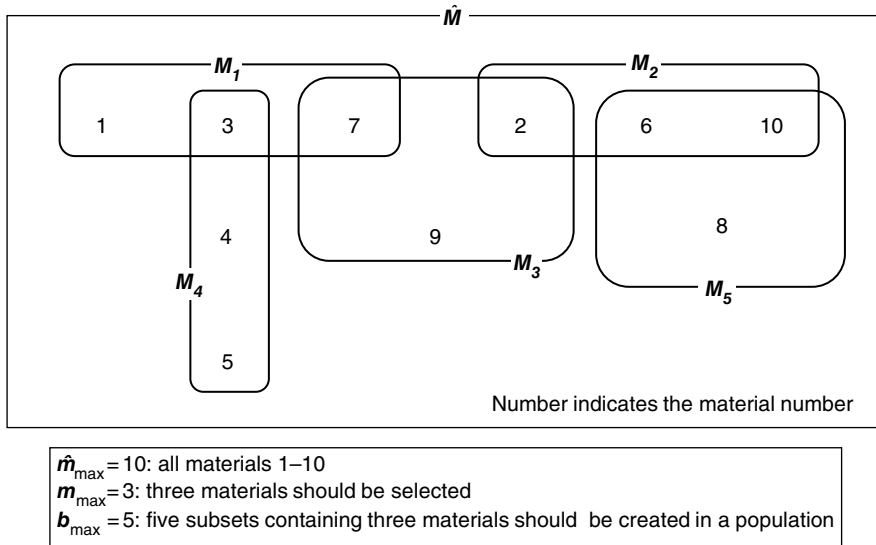 M̂
M1 M2
1 3 7 2 6 10
4 9 8
M4 M3 M5
5
Number indicates the material number
m̂max = 10: all materials 1–10
mmax = 3: three materials should be selected
bmax = 5: five subsets containing three materials should be created in a population